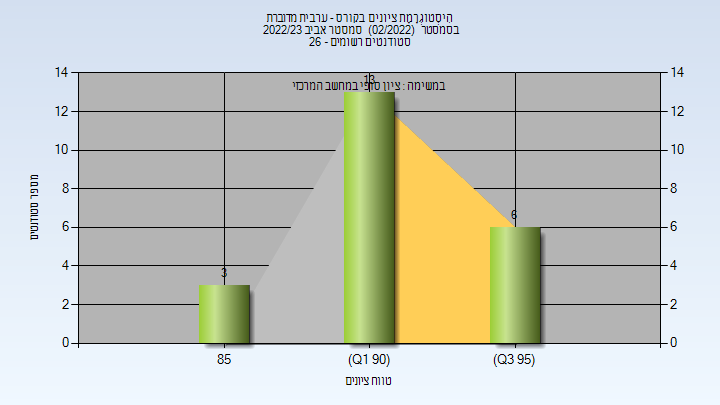 הִיסְטוֹגְרָמַת ציונים בקורס - ערבית מדוברת
בסמסטר  (02/2022)  סמסטר אביב 2022/23
סטודנטים רשומים - 26
במשימה : ציון סופי במחשב המרכזי
14 14
12 12
10 10
8 8
6 6
4 4
2 2
0 0
13
6
3
מספר סטודנטים
85 (Q1 90) (Q3 95)
טווח ציונים